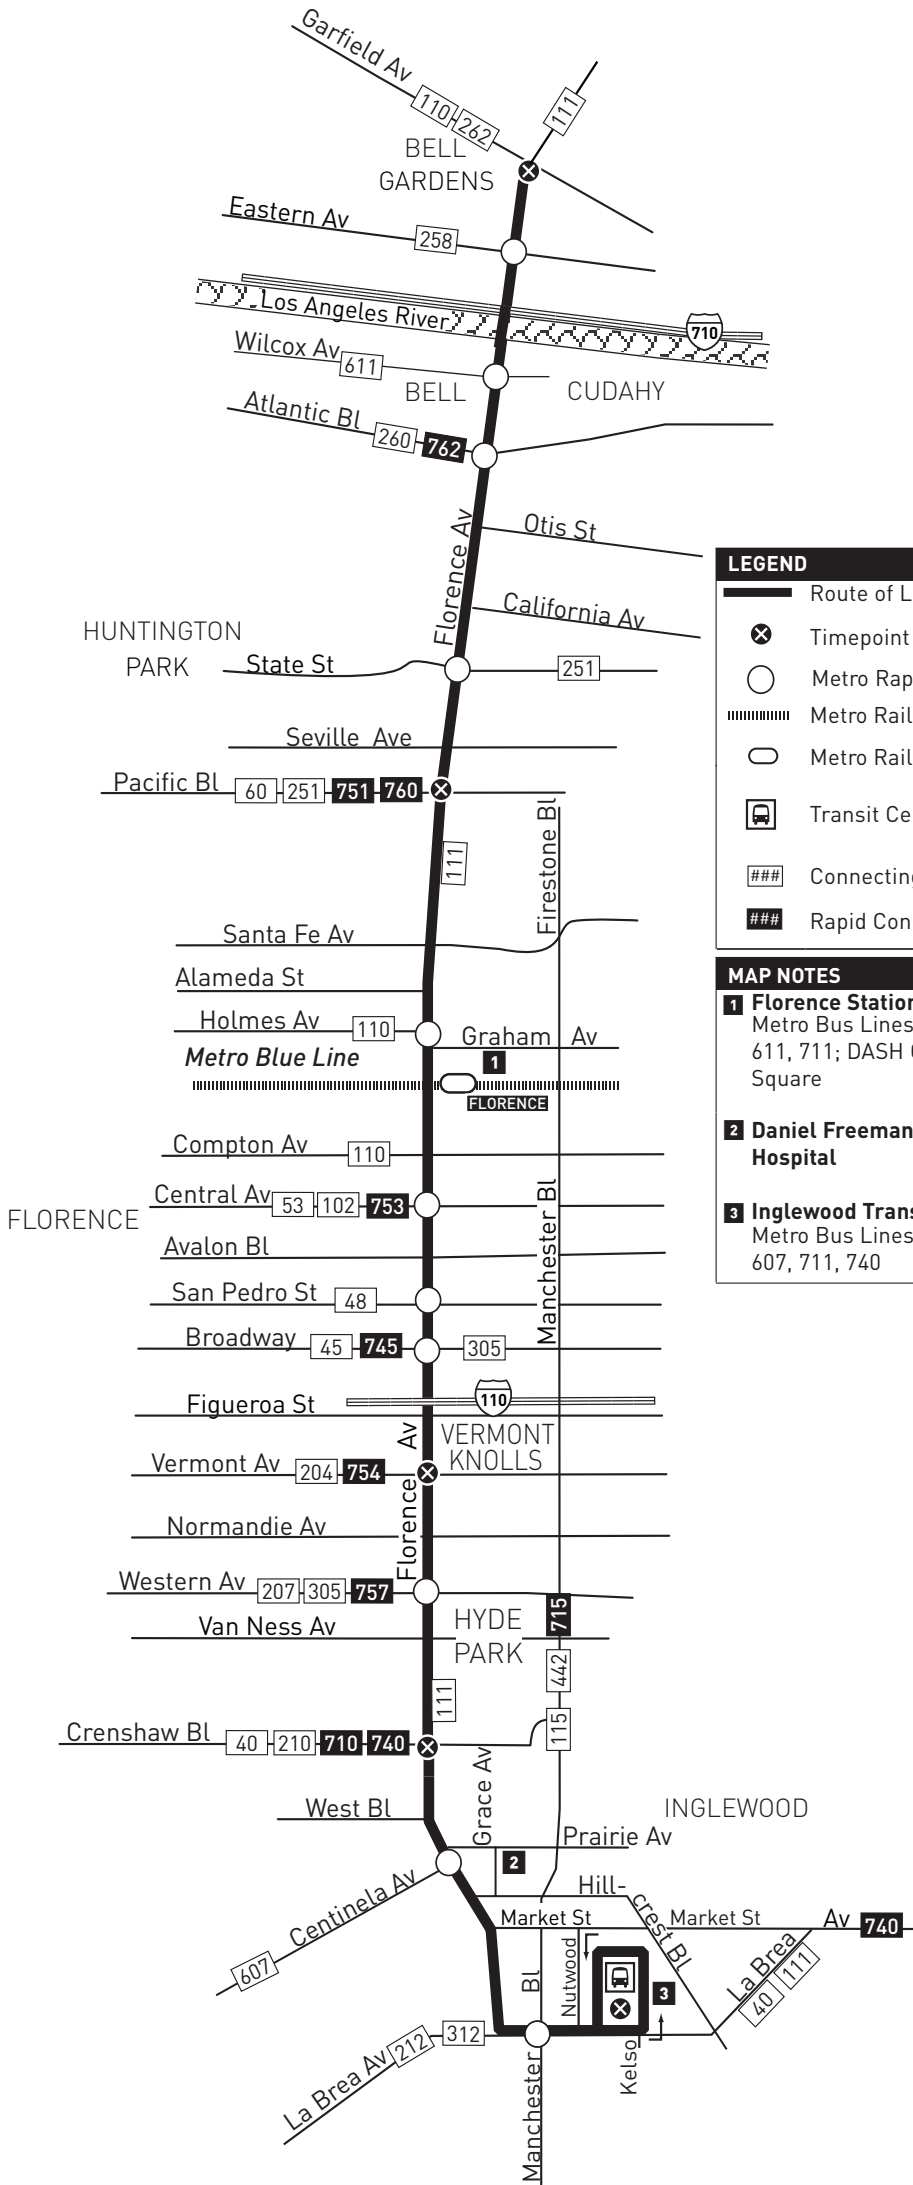 Garfield Av
110
262
111
BELL
GARDENS
Eastern Av
258
Los Angeles River
710
Wilcox Av
611
BELL
CUDAHY
Atlantic Bl
260
762
Otis St
Florence Av
California Av
HUNTINGTON
PARK
State St
251
Seville Ave
Pacific Bl
60
251
751
760
111
Firestone Bl
Santa Fe Av
Alameda St
Holmes Av
110
Graham Av
Metro Blue Line
1
FLORENCE
Compton Av
110
Central Av
53
102
753
FLORENCE
Avalon Bl
Manchester Bl
San Pedro St
48
Broadway
45
745
305
Figueroa St
110
VERMONT
KNOLLS
Vermont Av
204
754
Florence Av
Normandie Av
Western Av
207
305
757
715
Van Ness Av
HYDE
PARK
442
111
115
Crenshaw Bl
40
210
710
740
Grace Av
West Bl
INGLEWOOD
Prairie Av
2
Centinela Av
607
Hill-
crest Bl
Market St
Market St
Av
740
Nutwood
La Brea
40
111
3
Kelso
312
212
La Brea Av
Manchester Bl
LEGEND
Route of L
Timepoint
Metro Rap
Metro Rail
Metro Rail
Transit Ce
### Connecting
### Rapid Con
MAP NOTES
1 Florence Station
Metro Bus Lines
611, 711; DASH
Square
2 Daniel Freeman
Hospital
3 Inglewood Trans
Metro Bus Lines
607, 711, 740